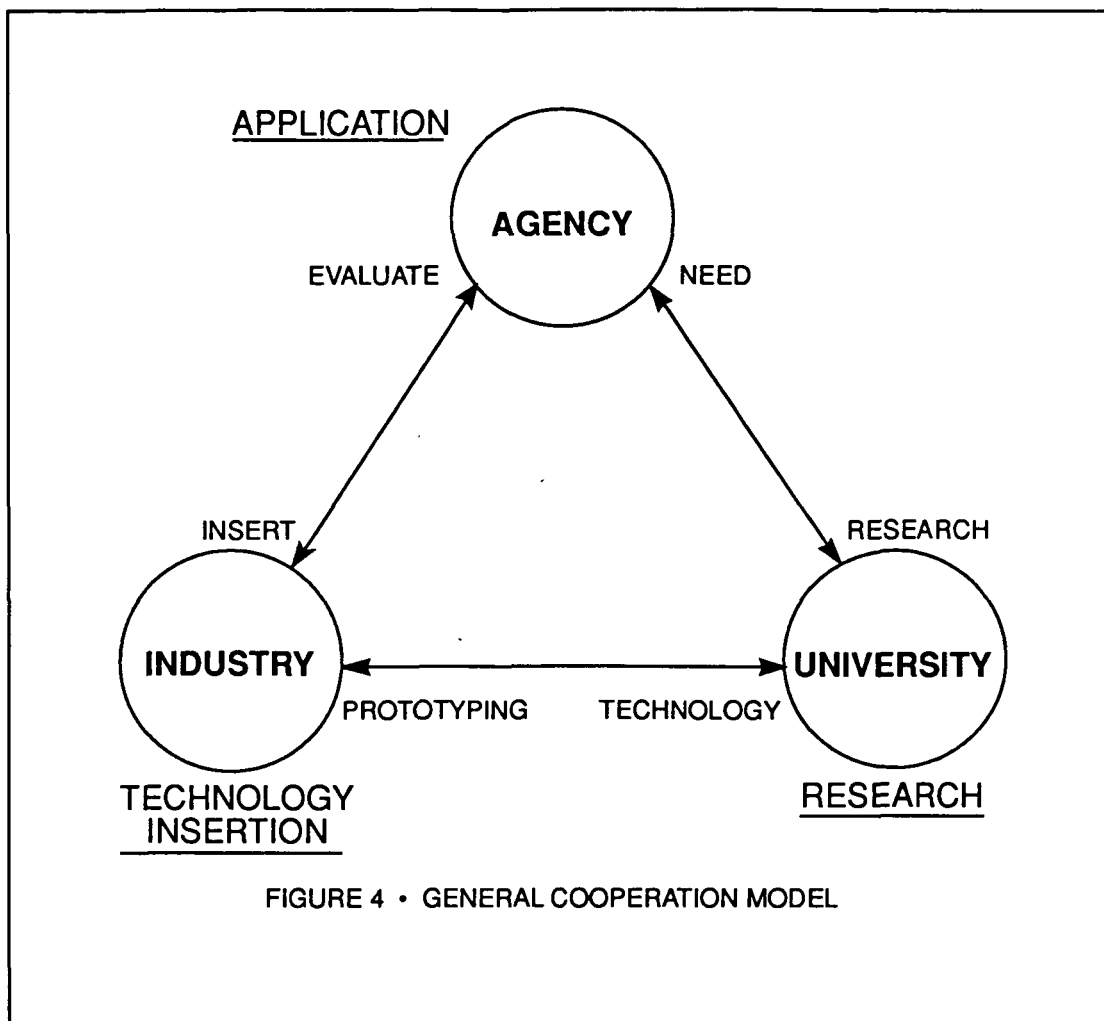 APPLICATION
AGENCY
EVALUATE
NEED
INSERT
RESEARCH
INDUSTRY
UNIVERSITY
PROTOTYPING
TECHNOLOGY
TECHNOLOGY
INSERTION
RESEARCH
FIGURE 4 • GENERAL COOPERATION MODEL